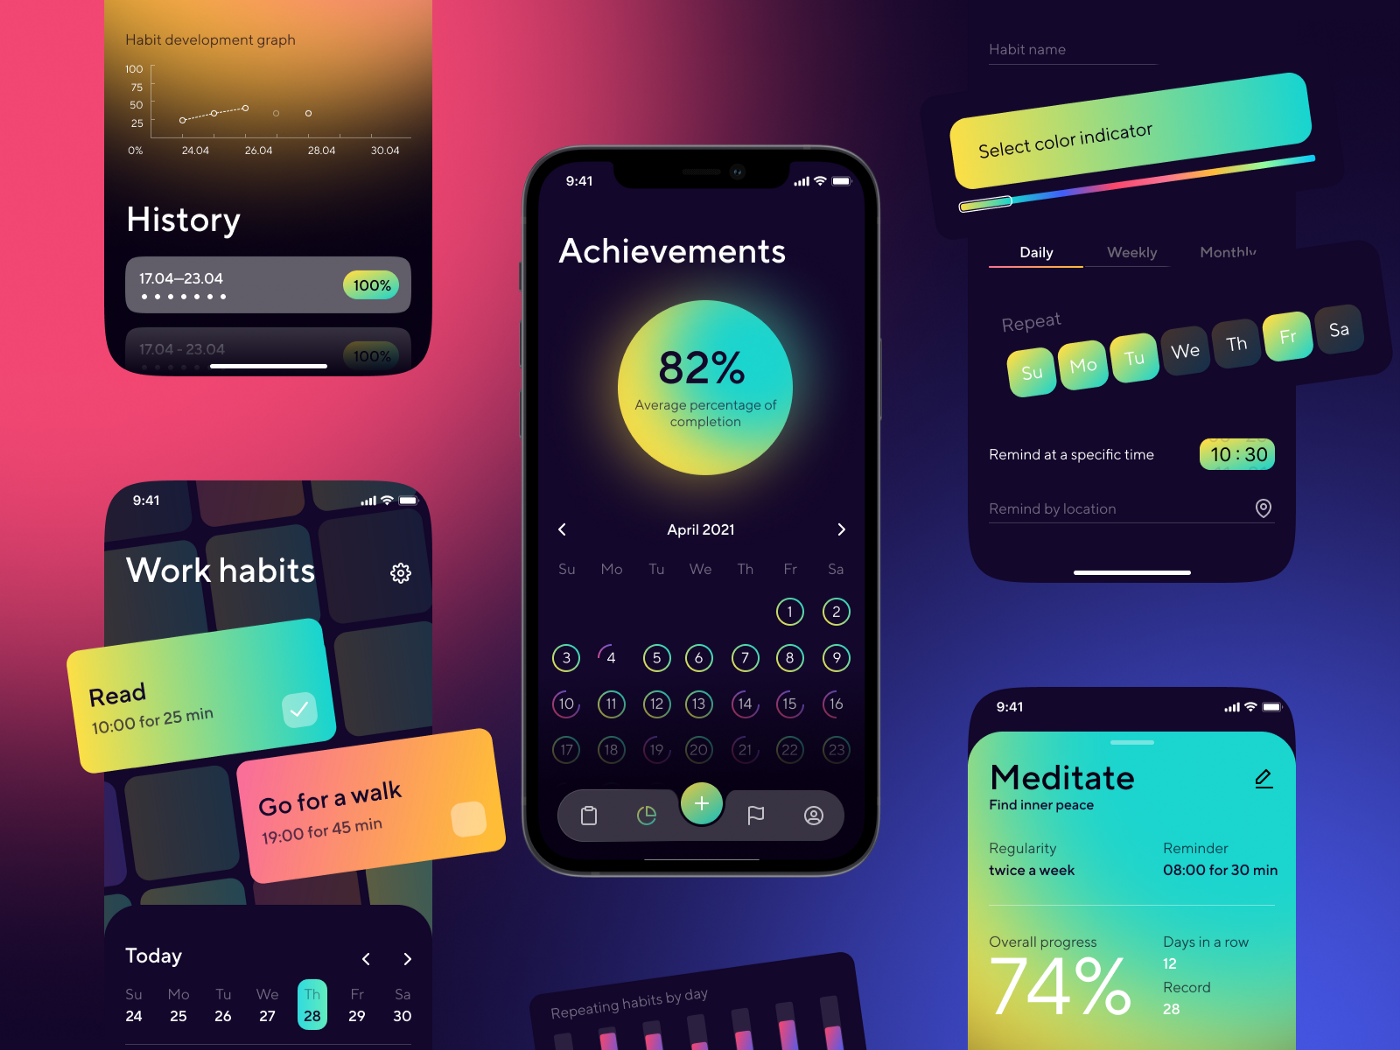 Habit development graph
100
75
50
25
0%
24.04
26.04
28.04
30.04
History
17.04—23.04
100%
17.04 - 23.04
100%
9:41
Work habits
Read
10:00 for 25 min
Go for a walk
19:00 for 45 min
Today
Su Mo Tu We Th Fr Sa
24 25 26 27 28 29 30
9:41
Achievements
82%
Average percentage of
completion
April 2021
Su Mo Tu We Th Fr Sa
1 2
3 4 5 6 7 8 9
10 11 12 13 14 15 16
17 18 19 20 21 22 23
Repeating habits by day
Habit name
Select color indicator
Daily Weekly Monthly
Repeat
Su Mo Tu We Th Fr Sa
Remind at a specific time
10 : 30
Remind by location
9:41
Meditate
Find inner peace
Regularity
twice a week
Reminder
08:00 for 30 min
Overall progress
74%
Days in a row
12
Record
28